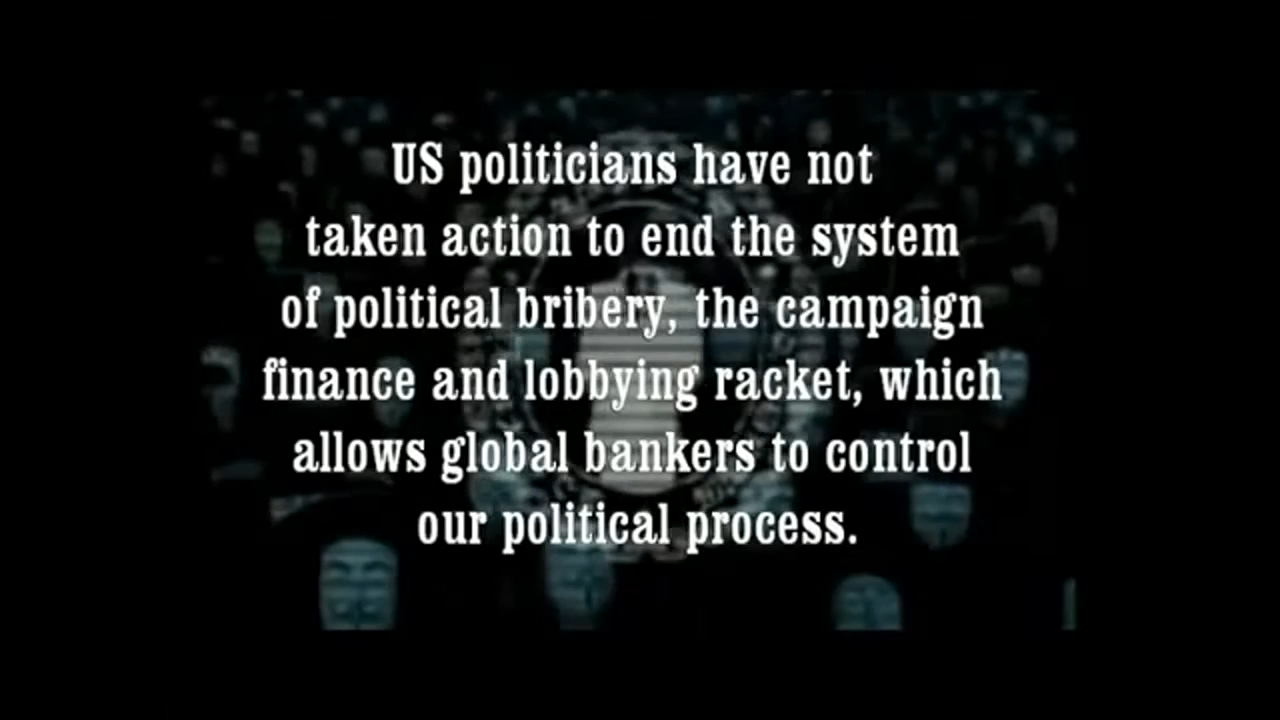 US politicians have not
taken action to end the system
of political bribery, the campaign
finance and lobbying racket, which
allows global bankers to control
our political process.